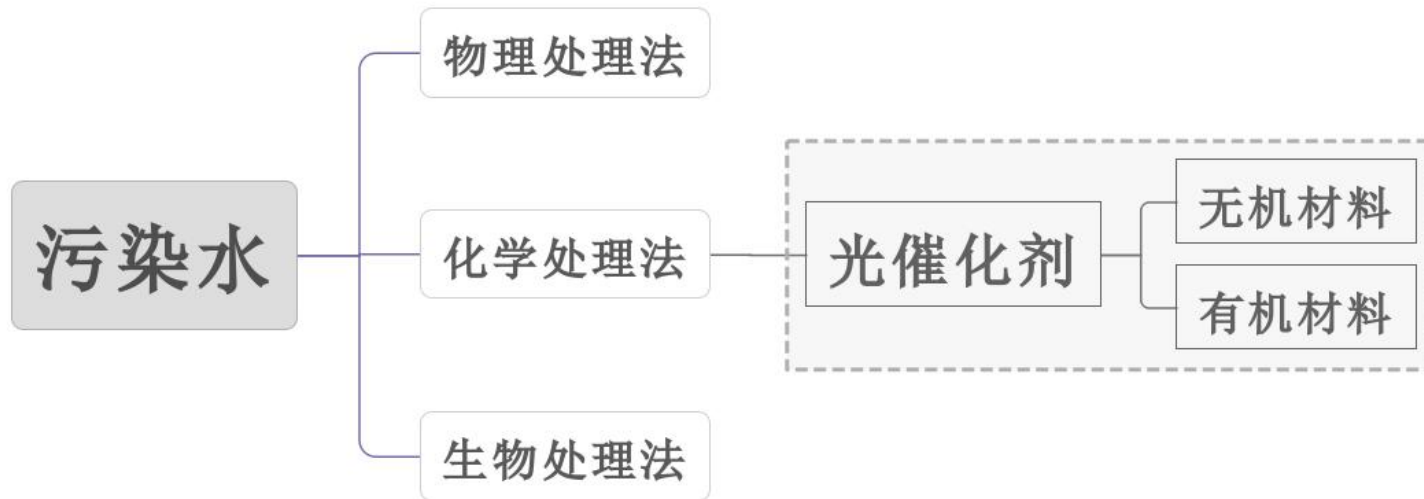 污染水
物理处理法
化学处理法
生物处理法
光催化剂
无机材料
有机材料